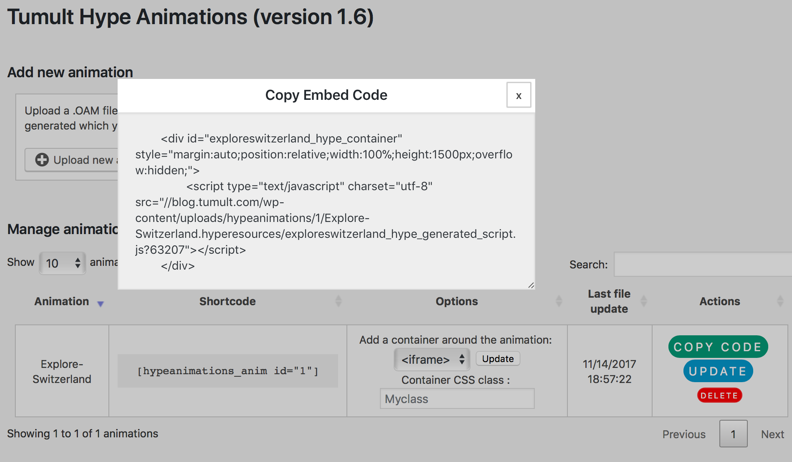 Tumult Hype Animations (version 1.6)
Add new animation
Upload a .OAM file
generated which y
Upload new a
Copy Embed Code
x
<div id="exploreswitzerland_hype_container"
style="margin:auto;position:relative;width:100%;height:1500px;overflo
w:hidden;">
<script type="text/javascript" charset="utf-8"
src="//blog.tumult.com/wp-
content/uploads/hypeanimations/1/Explore-
Switzerland.hyperesources/exploreswitzerland_hype_generated_script.
js?63207"></script>
</div>
Manage animatic
Show 10 anima
Search:
Animation Shortcode Options Last file update Actions
Explore-
Switzerland
[hypeanimations_anim id="1"]
Add a container around the animation:
<iframe> Update
Container CSS class :
Myclass
11/14/2017
18:57:22
COPY CODE
UPDATE
DELETE
Showing 1 to 1 of 1 animations
Previous 1 Next